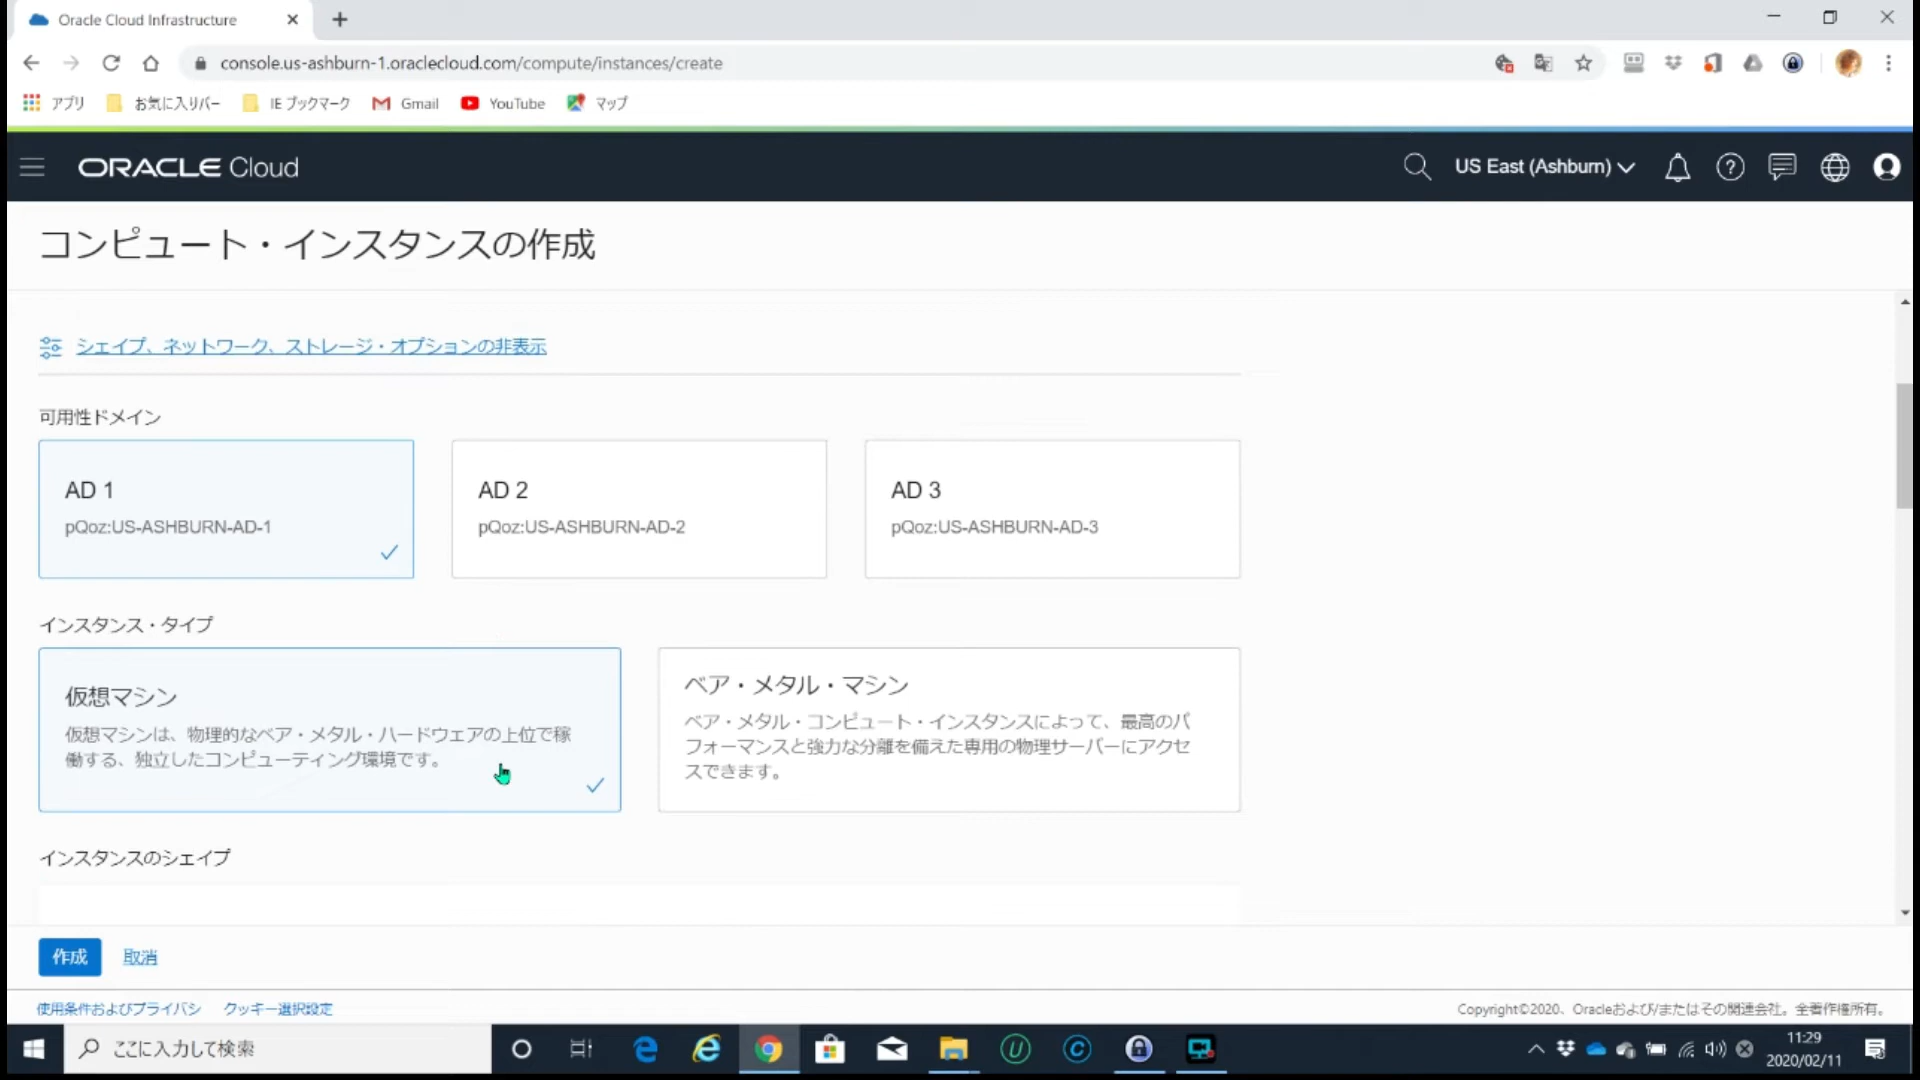 Oracle Cloud Infrastructure
console.us-ashburn-1.oraclecloud.com/compute/instances/create
アプリ お気に入りバー IE ブックマーク Gmail YouTube マップ
ORACLE Cloud
US East (Ashburn)
コンピュート・インスタンスの作成
シェイプ、ネットワーク、ストレージ・オプションの非表示
可用性ドメイン
AD 1
pQoz:US-ASHBURN-AD-1
AD 2
pQoz:US-ASHBURN-AD-2
AD 3
pQoz:US-ASHBURN-AD-3
インスタンス・タイプ
仮想マシン
仮想マシンは、物理的なベア・メタル・ハードウェアの上位で稼
働する、独立したコンピューティング環境です。
ベア・メタル・マシン
ベア・メタル・コンピュート・インスタンスによって、最高のパ
フォーマンスと強力な分離を備えた専用の物理サーバーにアクセ
スできます。
インスタンスのシェイプ
作成 取消
使用条件およびプライバシ クッキー選択設定
Copyright©2020、Oracleおよび/またはその関連会社。全著作権所有。
ここに入力して検索
11:29
2020/02/11